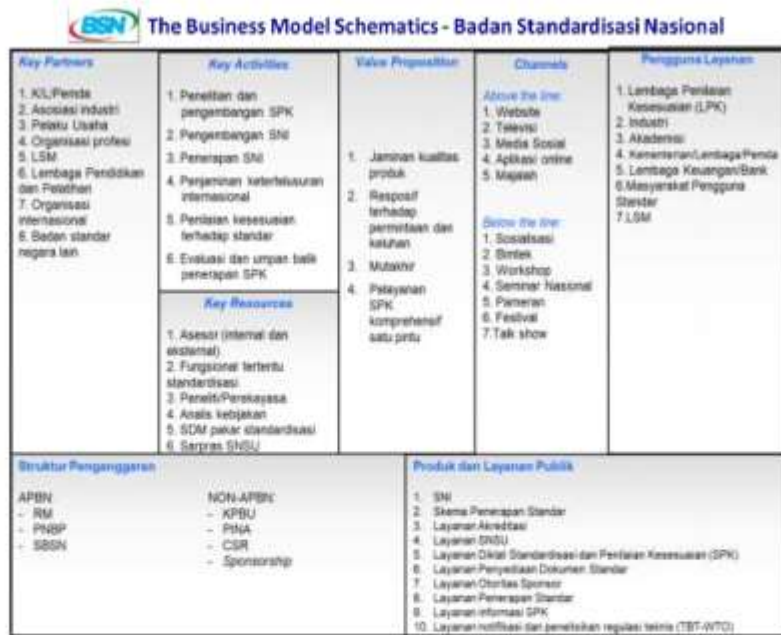 BSN
The Business Model Schematics - Badan Standardisasi Nasional
Key Partners
1. K/L/Pemda
2. Asosiasi Industri
3. Pelaku Usaha
4. Organisasi profesi
5. LSM
6. Lembaga Pendidikan
dan Pelatihan
7. Organisasi
internasional
8. Badan standar
negara lain
Key Activities
1. Penelitian dan
pengembangan SPK
2. Pengembangan SNI
3. Penerapan SNI
4. Penjaminan ketertelusuran
internasional
5. Penilaian kesesuaian
terhadap standar
6. Evaluasi dan umpan balik
penerapan SPK
Key Resources
1. Asesor (internal dan
eksternal)
2. Fungsional tertentu
standardisasi
3. Peneliti/Perekayasa
4. Analis kebijakan
5. SDM pakar standardisasi
6. Sarpras SNSU
Value Proposition
1. Jaminan kualitas
produk
2. Resposif
terhadap
permintaan dan
keluhan
3. Mutakhir
4. Pelayanan
SPK
komprehensif
satu pintu
Channels
Above the line:
1. Website
2. Televisi
3. Media Sosial
4. Aplikasi online
5. Majalah
Below the line:
1. Sosialisasi
2. Bimtek
3. Workshop
4. Seminar Nasional
5. Pameran
6. Festival
7. Talk show
Pengguna Layanan
1. Lembaga Penilaian
Kesesuaian (LPK)
2. Industri
3. Akademisi
4. Kementerian/Lembaga/Pemda
5. Lembaga Keuangan/Bank
6. Masyarakat Pengguna
Standar
7. LSM
Struktur Penganggaran
APBN:
- RM
- PNBP
- SBSN
NON-APBN:
- KPBU
- PINA
- CSR
- Sponsorship
Produk dan Layanan Publik
1. SNI
2. Skema Penerapan Standar
3. Layanan Akreditasi
4. Layanan SNSU
5. Layanan Diklat Standardisasi dan Penilaian Kesesuaian (SPK)
6. Layanan Penyediaan Dokumen Standar
7. Layanan Otoritas Sponsor
8. Layanan Penerapan Standar
9. Layanan informasi SPK
10. Layanan notifikasi dan penelisikan regulasi teknis (TBT-WTO)